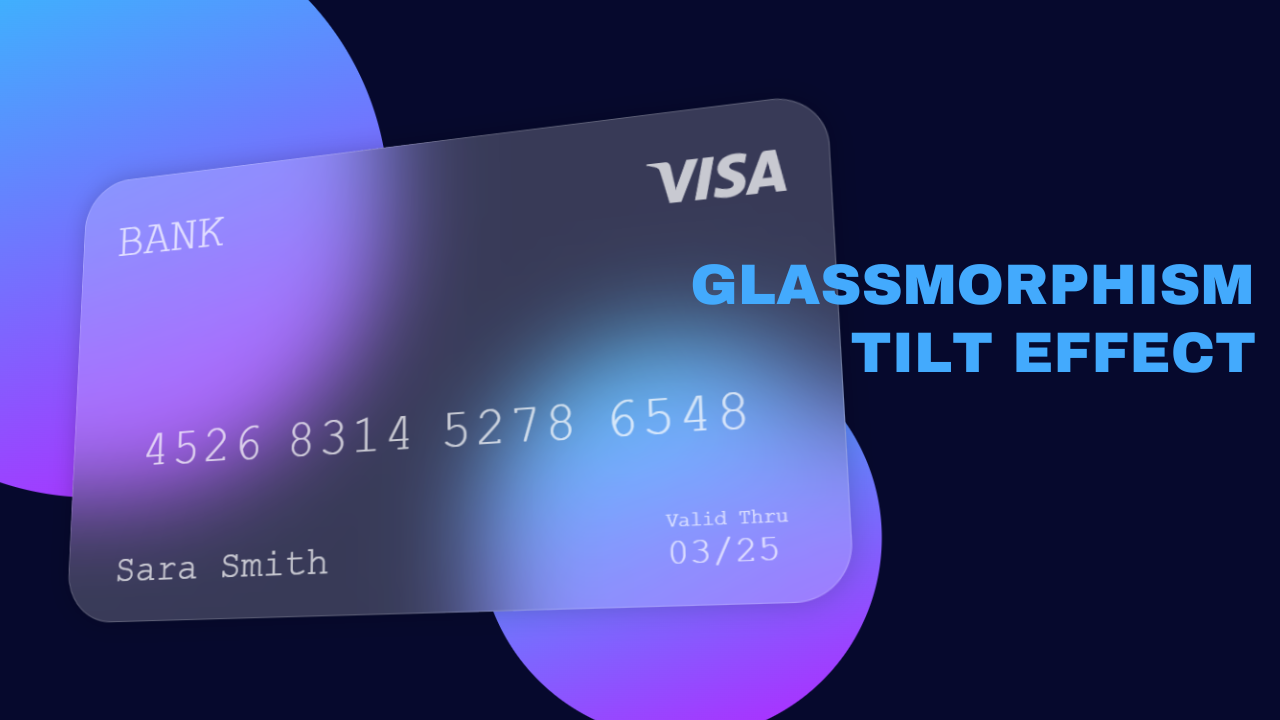 BANK
VISA
GLASSMORPHISM
TILT EFFECT
4526 8314 5278 6548
Valid Thru
03/25
Sara Smith